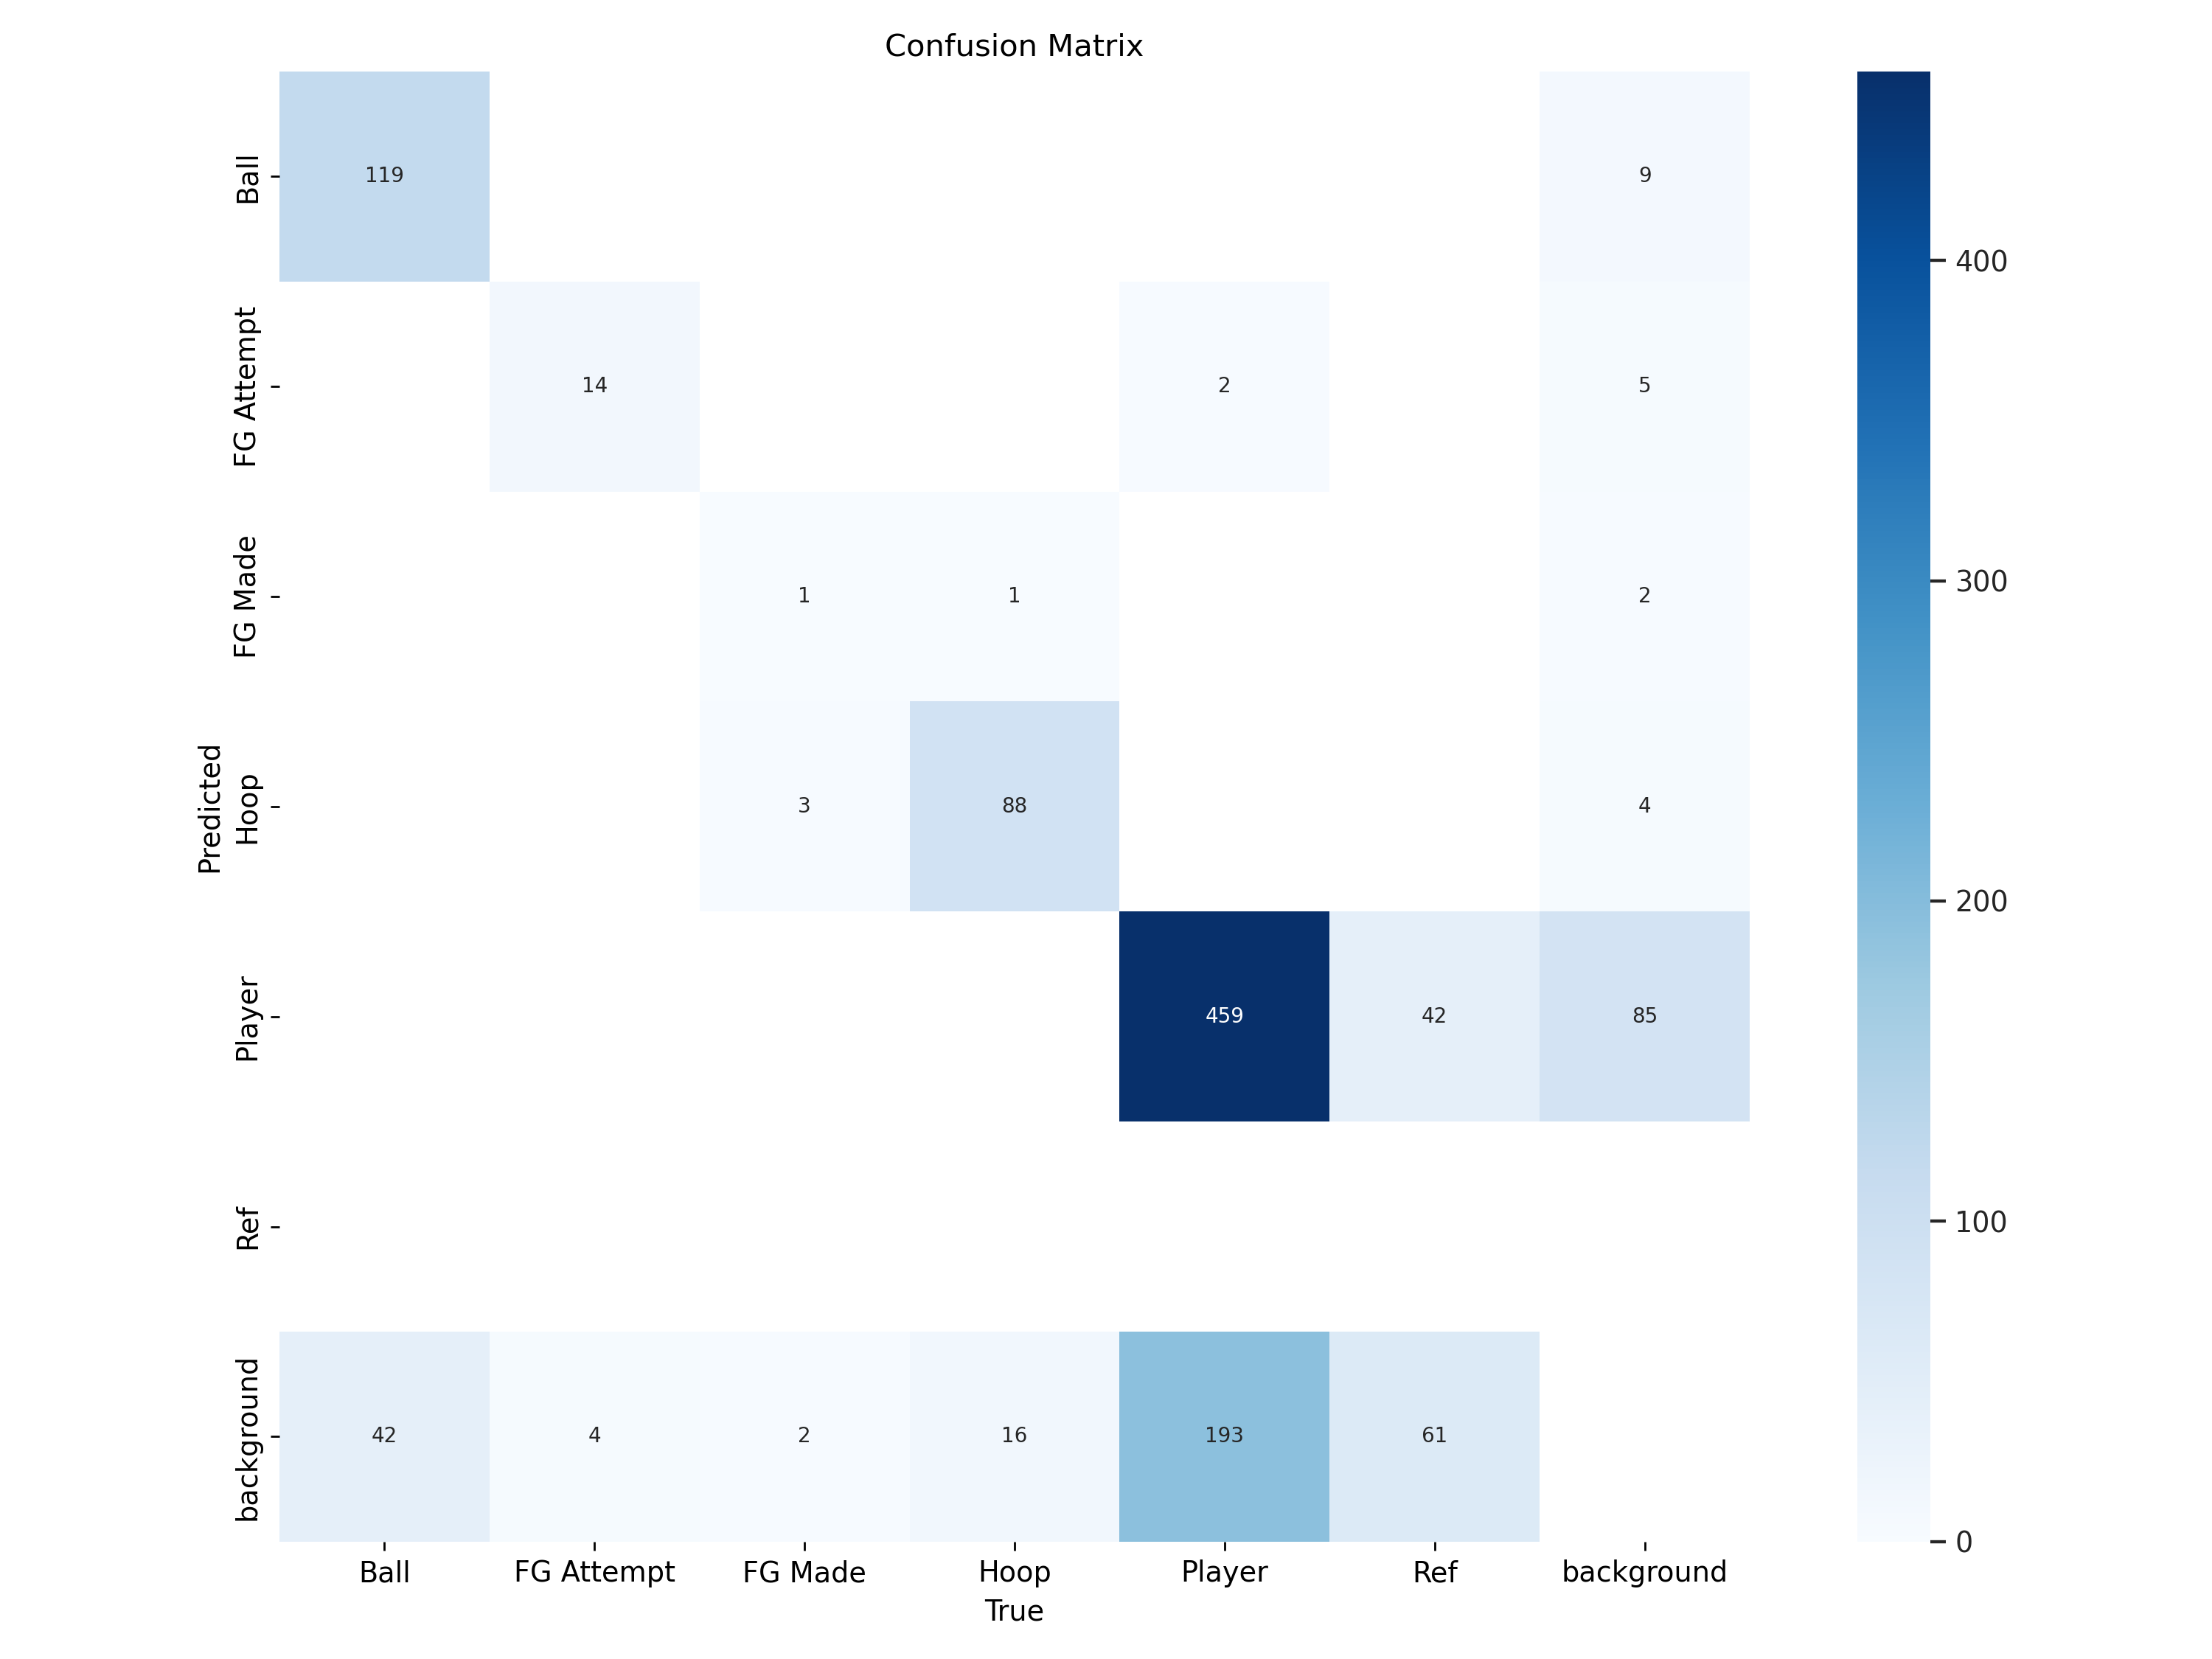 Confusion Matrix
Ball
119
9
400
FG Attempt
14
2
5
FG Made
1
1
2
300
Predicted
Hoop
3
88
4
200
Player
459
42
85
Ref
100
background
42
4
2
16
193
61
0
Ball
FG Attempt
FG Made
Hoop
Player
Ref
background
True